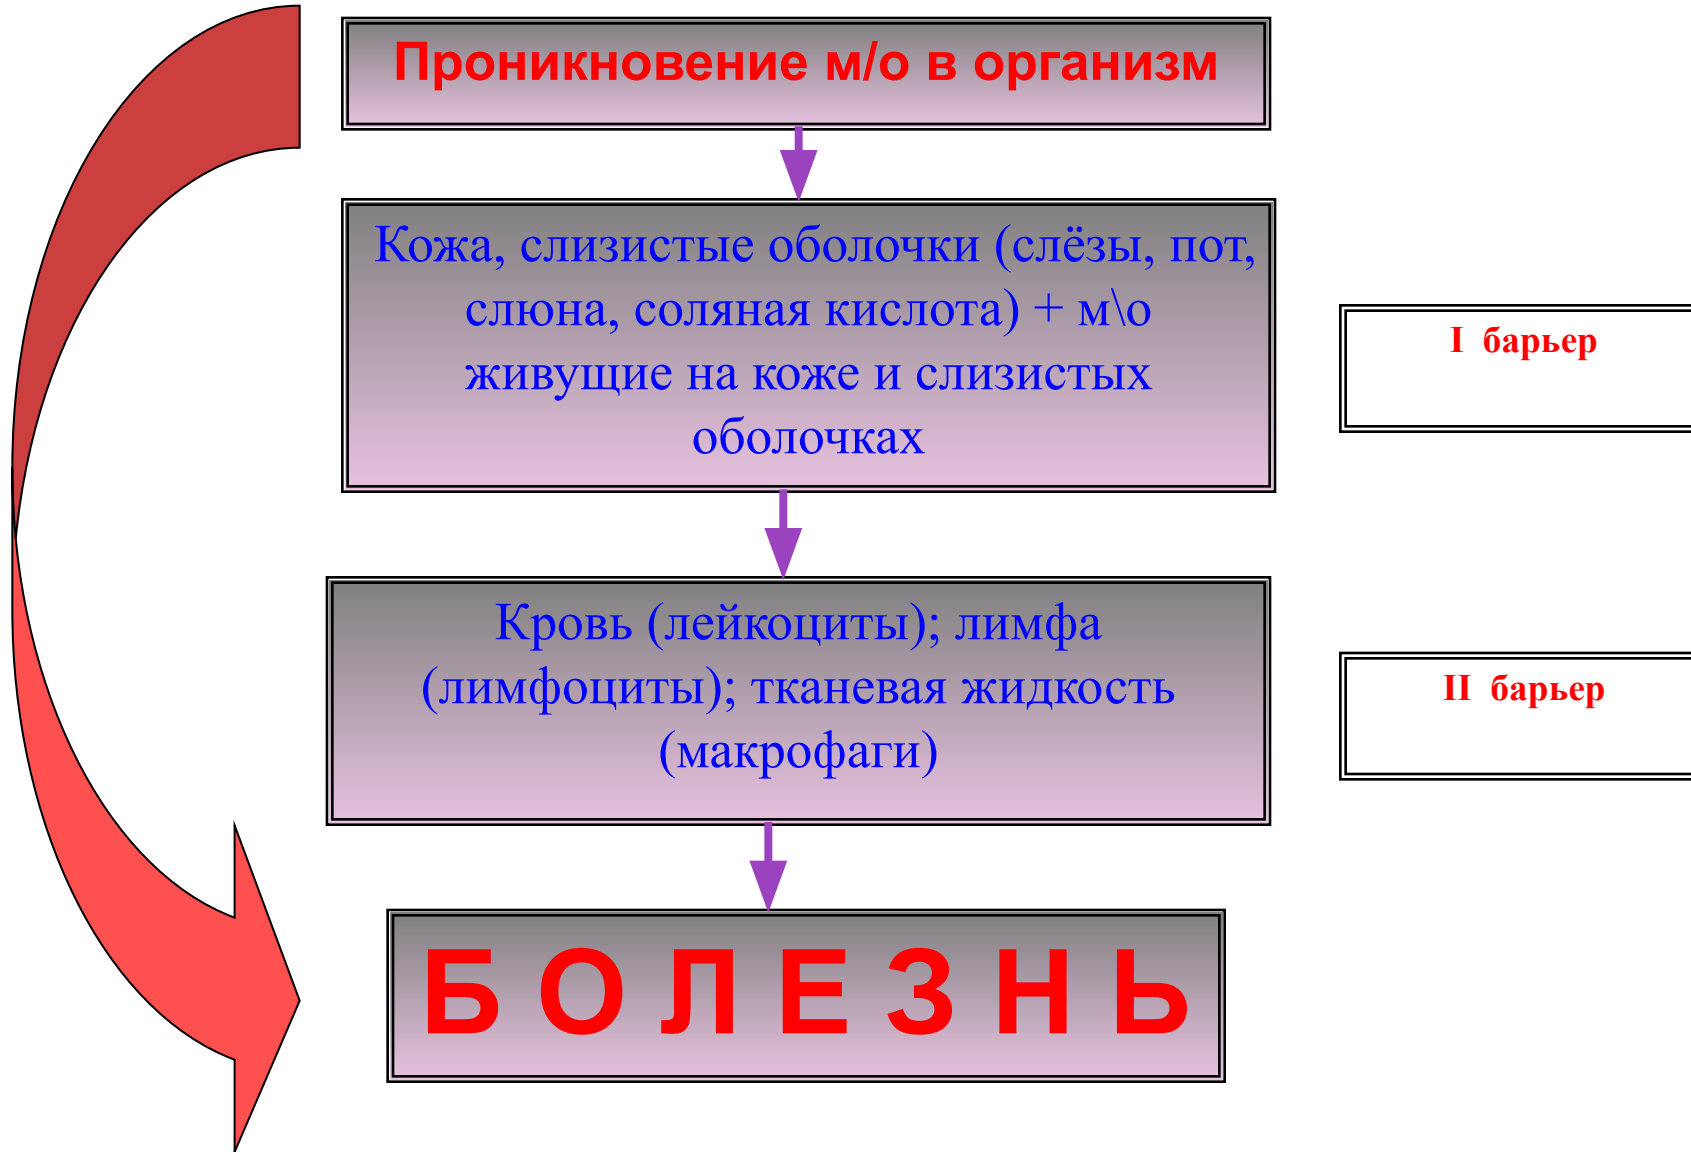 Проникновение м/о в организм
Кожа, слизистые оболочки (слёзы, пот,
слюна, соляная кислота) + м\о
живущие на коже и слизистых
оболочках
I барьер
Кровь (лейкоциты); лимфа
(лимфоциты); тканевая жидкость
(макрофаги)
II барьер
Б О Л Е З Н Ь